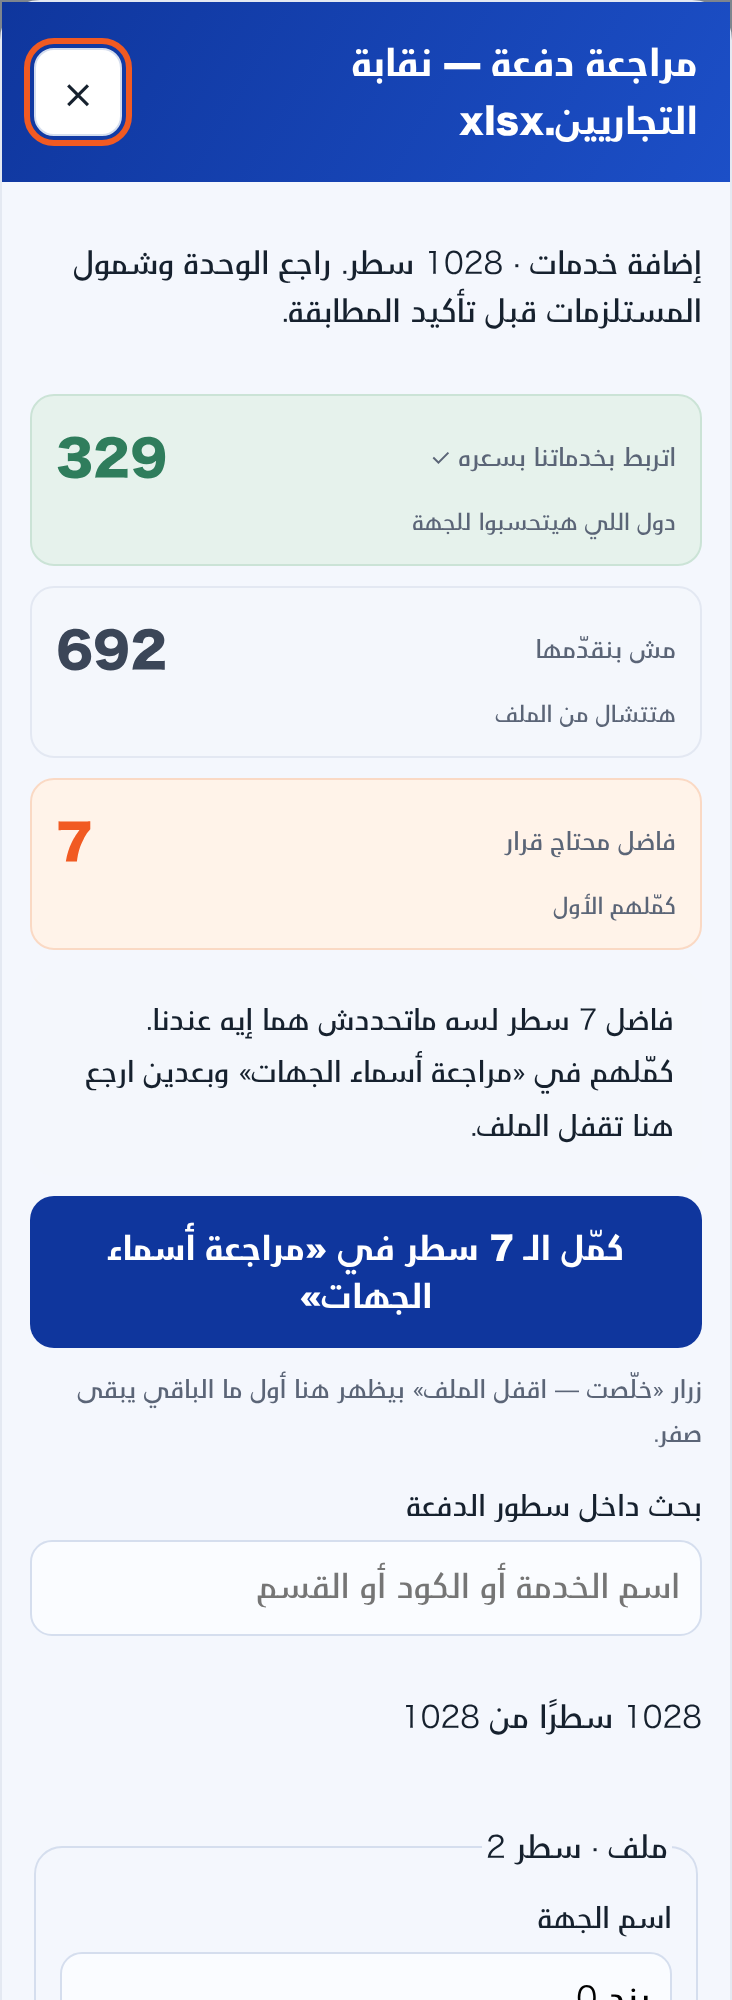 مراجعة دفعة — نقابة
التجاريين.xlsx
×
إضافة خدمات · 1028 سطر. راجع الوحدة وشمول
المستلزمات قبل تأكيد المطابقة.
اتربط بخدماتنا بسعره ✓
329
دول اللي هيتحسبوا للجهة
مش بنقدّمها
692
هتتشال من الملف
فاضل محتاج قرار
7
كمّلهم الأول
فاضل 7 سطر لسه ماتحددش هما إيه عندنا.
كمّلهم في «مراجعة أسماء الجهات» وبعدين ارجع
هنا تقفل الملف.
كمّل الـ 7 سطر في «مراجعة أسماء
الجهات»
زرار «خلّصت — اقفل الملف» بيظهر هنا أول ما الباقي يبقى
صفر.
بحث داخل سطور الدفعة
اسم الخدمة أو الكود أو القسم
1028 سطرًا من 1028
ملف · سطر 2
اسم الجهة
بند 0